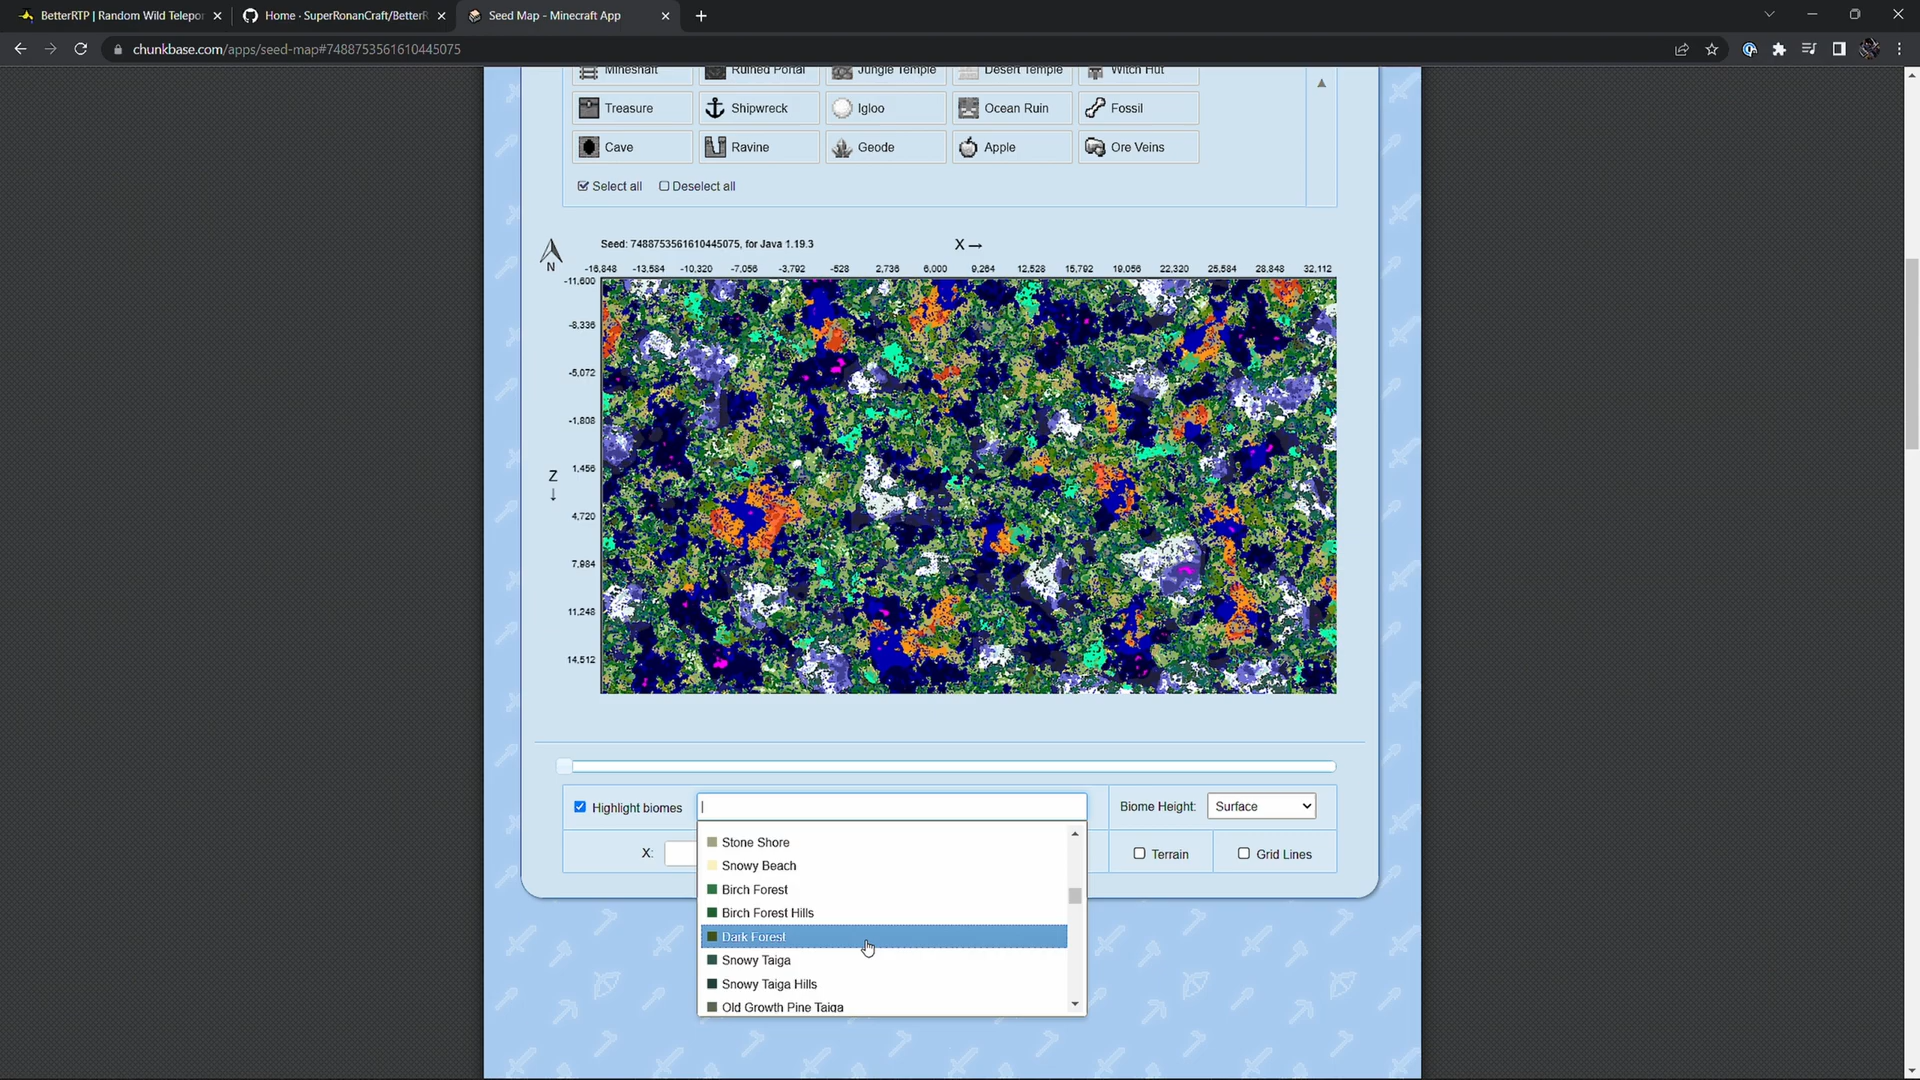 BetterRTP | Random Wild Telepor
Home · SuperRonanCraft/BetterR
Seed Map - Minecraft App
chunkbase.com/apps/seed-map#7488753561610445075
Mineshaft Ruined Portal Jungle Temple Desert Temple Witch Hut
Treasure Shipwreck Igloo Ocean Ruin Fossil
Cave Ravine Geode Apple Ore Veins
Select all Deselect all
N Seed: 7488753561610445075, for Java 1.19.3 X →
-16,848 -13,584 -10,320 -7,056 -3,792 -528 2,736 6,000 9,264 12,528 15,792 19,056 22,320 25,584 28,848 32,112
-11,600
-8,336
-5,072
-1,808
1,456
Z
↓
4,720
7,984
11,248
14,512
Highlight biomes Biome Height: Surface
X: Terrain Grid Lines
Stone Shore
Snowy Beach
Birch Forest
Birch Forest Hills
Dark Forest
Snowy Taiga
Snowy Taiga Hills
Old Growth Pine Taiga